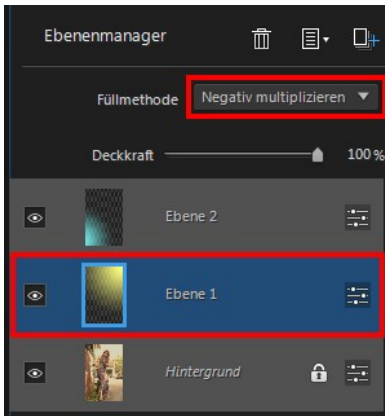 Ebenenmanager
Füllmethode Negativ multiplizieren
Deckkraft 100 %
Ebene 2
Ebene 1
Hintergrund